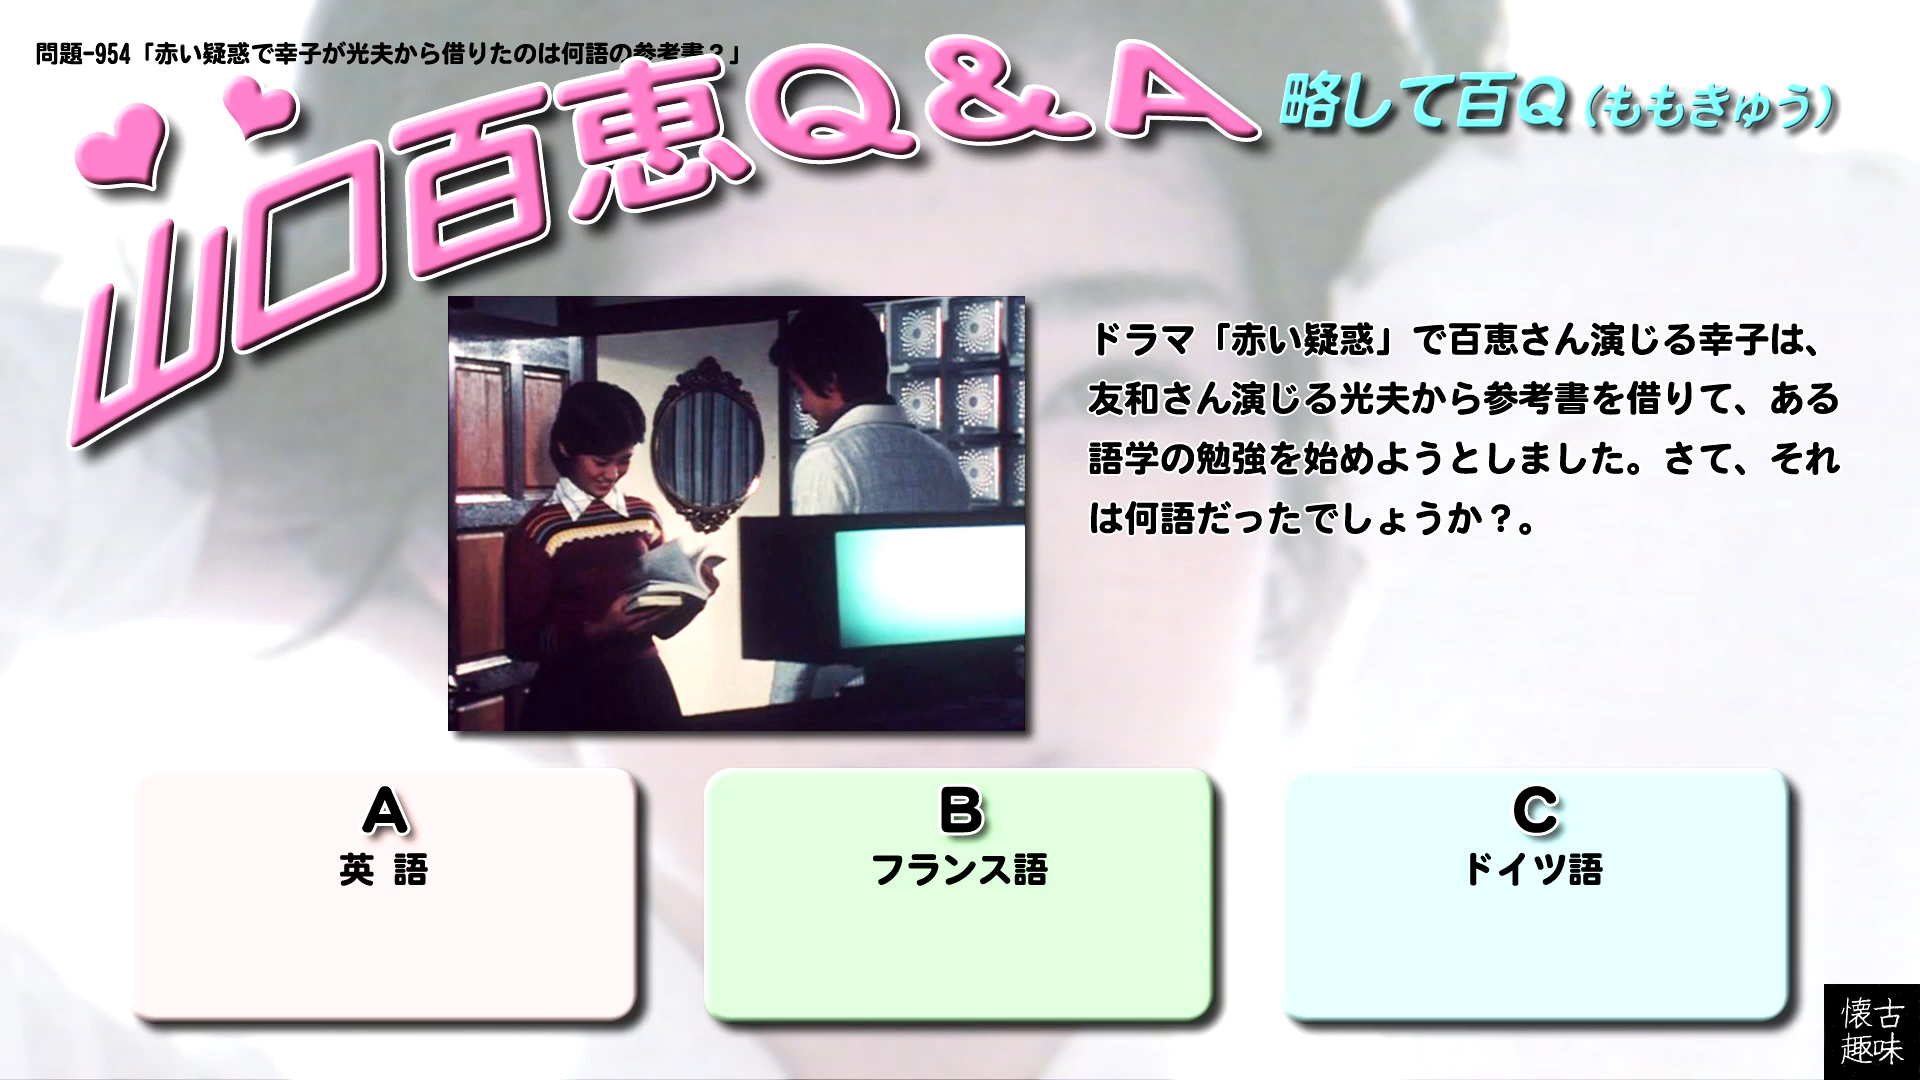 問題-954「赤い疑惑で幸子が光夫から借りたのは何語の参考書？」
山口百恵Q&A
略して百Q（ももきゅう）
ドラマ「赤い疑惑」で百恵さん演じる幸子は、
友和さん演じる光夫から参考書を借りて、ある
語学の勉強を始めようとしました。さて、それ
は何語だったでしょうか？。
A
英 語
B
フランス語
C
ドイツ語
懐古
趣味